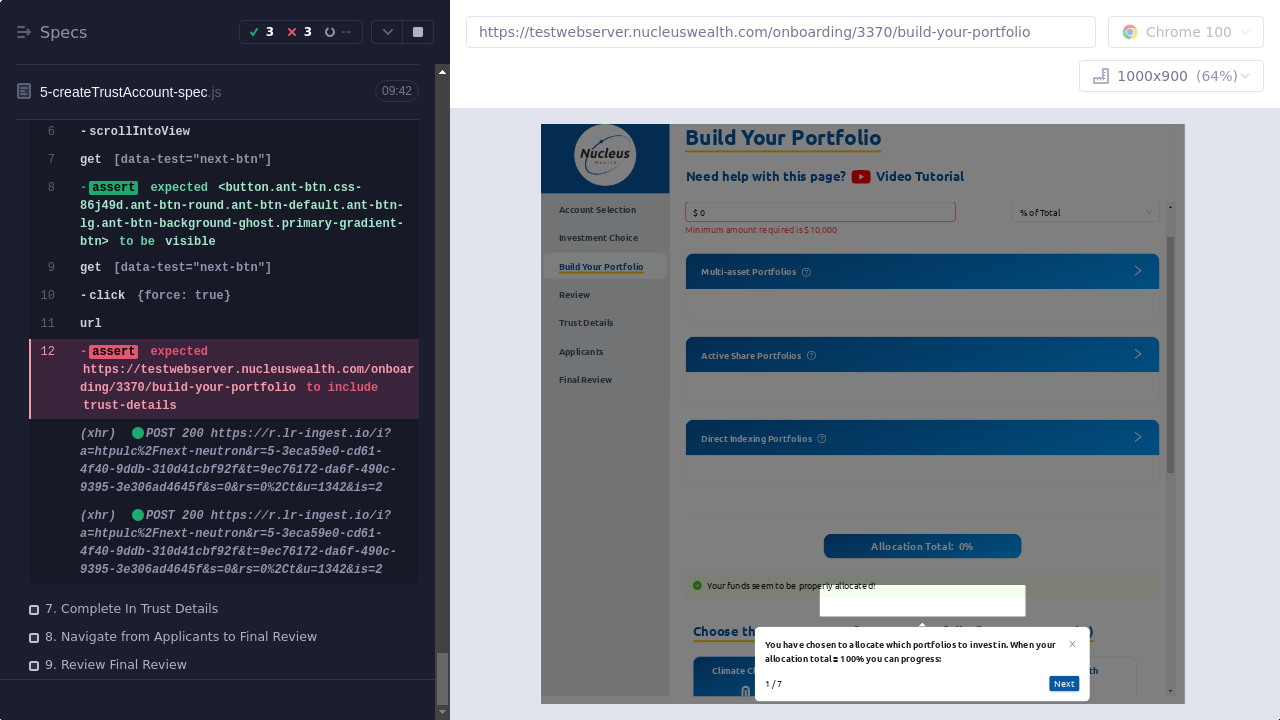 Specs
3
3
--
https://testwebserver.nucleuswealth.com/onboarding/3370/build-your-portfolio
Chrome 100
1000x900 (64%)
5-createTrustAccount-spec.js
09:42
6 -scrollIntoView
7 get [data-test="next-btn"]
8 -assert expected <button.ant-btn.css-
86j49d.ant-btn-round.ant-btn-default.ant-btn-
lg.ant-btn-background-ghost.primary-gradient-
btn> to be visible
9 get [data-test="next-btn"]
10 -click {force: true}
11 url
12 -assert expected
https://testwebserver.nucleuswealth.com/onboar
ding/3370/build-your-portfolio to include
trust-details
(xhr) POST 200 https://r.lr-ingest.io/i?
a=htpulc%2Fnext-neutron&r=5-3eca59e0-cd61-
4f40-9ddb-310d41cbf92f&t=9ec76172-da6f-490c-
9395-3e306ad4645f&s=0&rs=0%2Ct&u=1342&is=2
(xhr) POST 200 https://r.lr-ingest.io/i?
a=htpulc%2Fnext-neutron&r=5-3eca59e0-cd61-
4f40-9ddb-310d41cbf92f&t=9ec76172-da6f-490c-
9395-3e306ad4645f&s=0&rs=0%2Ct&u=1342&is=2
7. Complete In Trust Details
8. Navigate from Applicants to Final Review
9. Review Final Review
Nucleus
Wealth
Account Selection
Investment Choice
Build Your Portfolio
Review
Trust Details
Applicants
Final Review
Build Your Portfolio
Need help with this page? Video Tutorial
$ 0
% of Total
Minimum amount required is $ 10,000
Multi-asset Portfolios
Active Share Portfolios
Direct Indexing Portfolios
Allocation Total: 0%
Your funds seem to be properly allocated!
Choose th
Climate Cl
You have chosen to allocate which portfolios to invest in. When your
allocation total = 100% you can progress:
1 / 7
Next